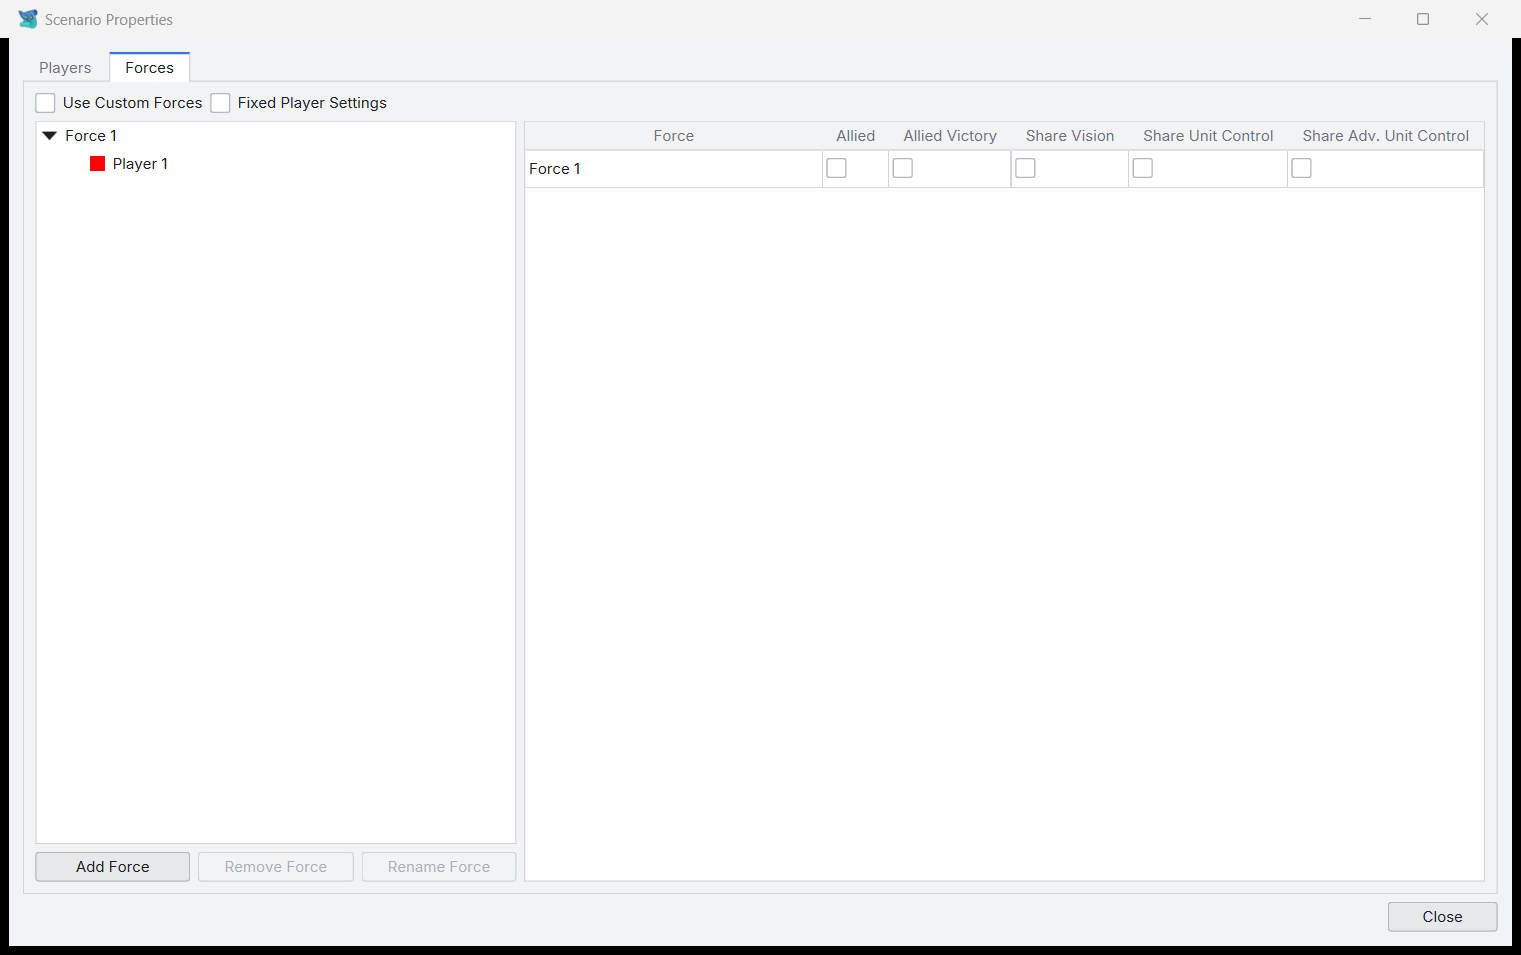 Scenario Properties
Players Forces
Use Custom Forces Fixed Player Settings
Force 1
Player 1
Force Allied Allied Victory Share Vision Share Unit Control Share Adv. Unit Control
Force 1
Add Force Remove Force Rename Force
Close